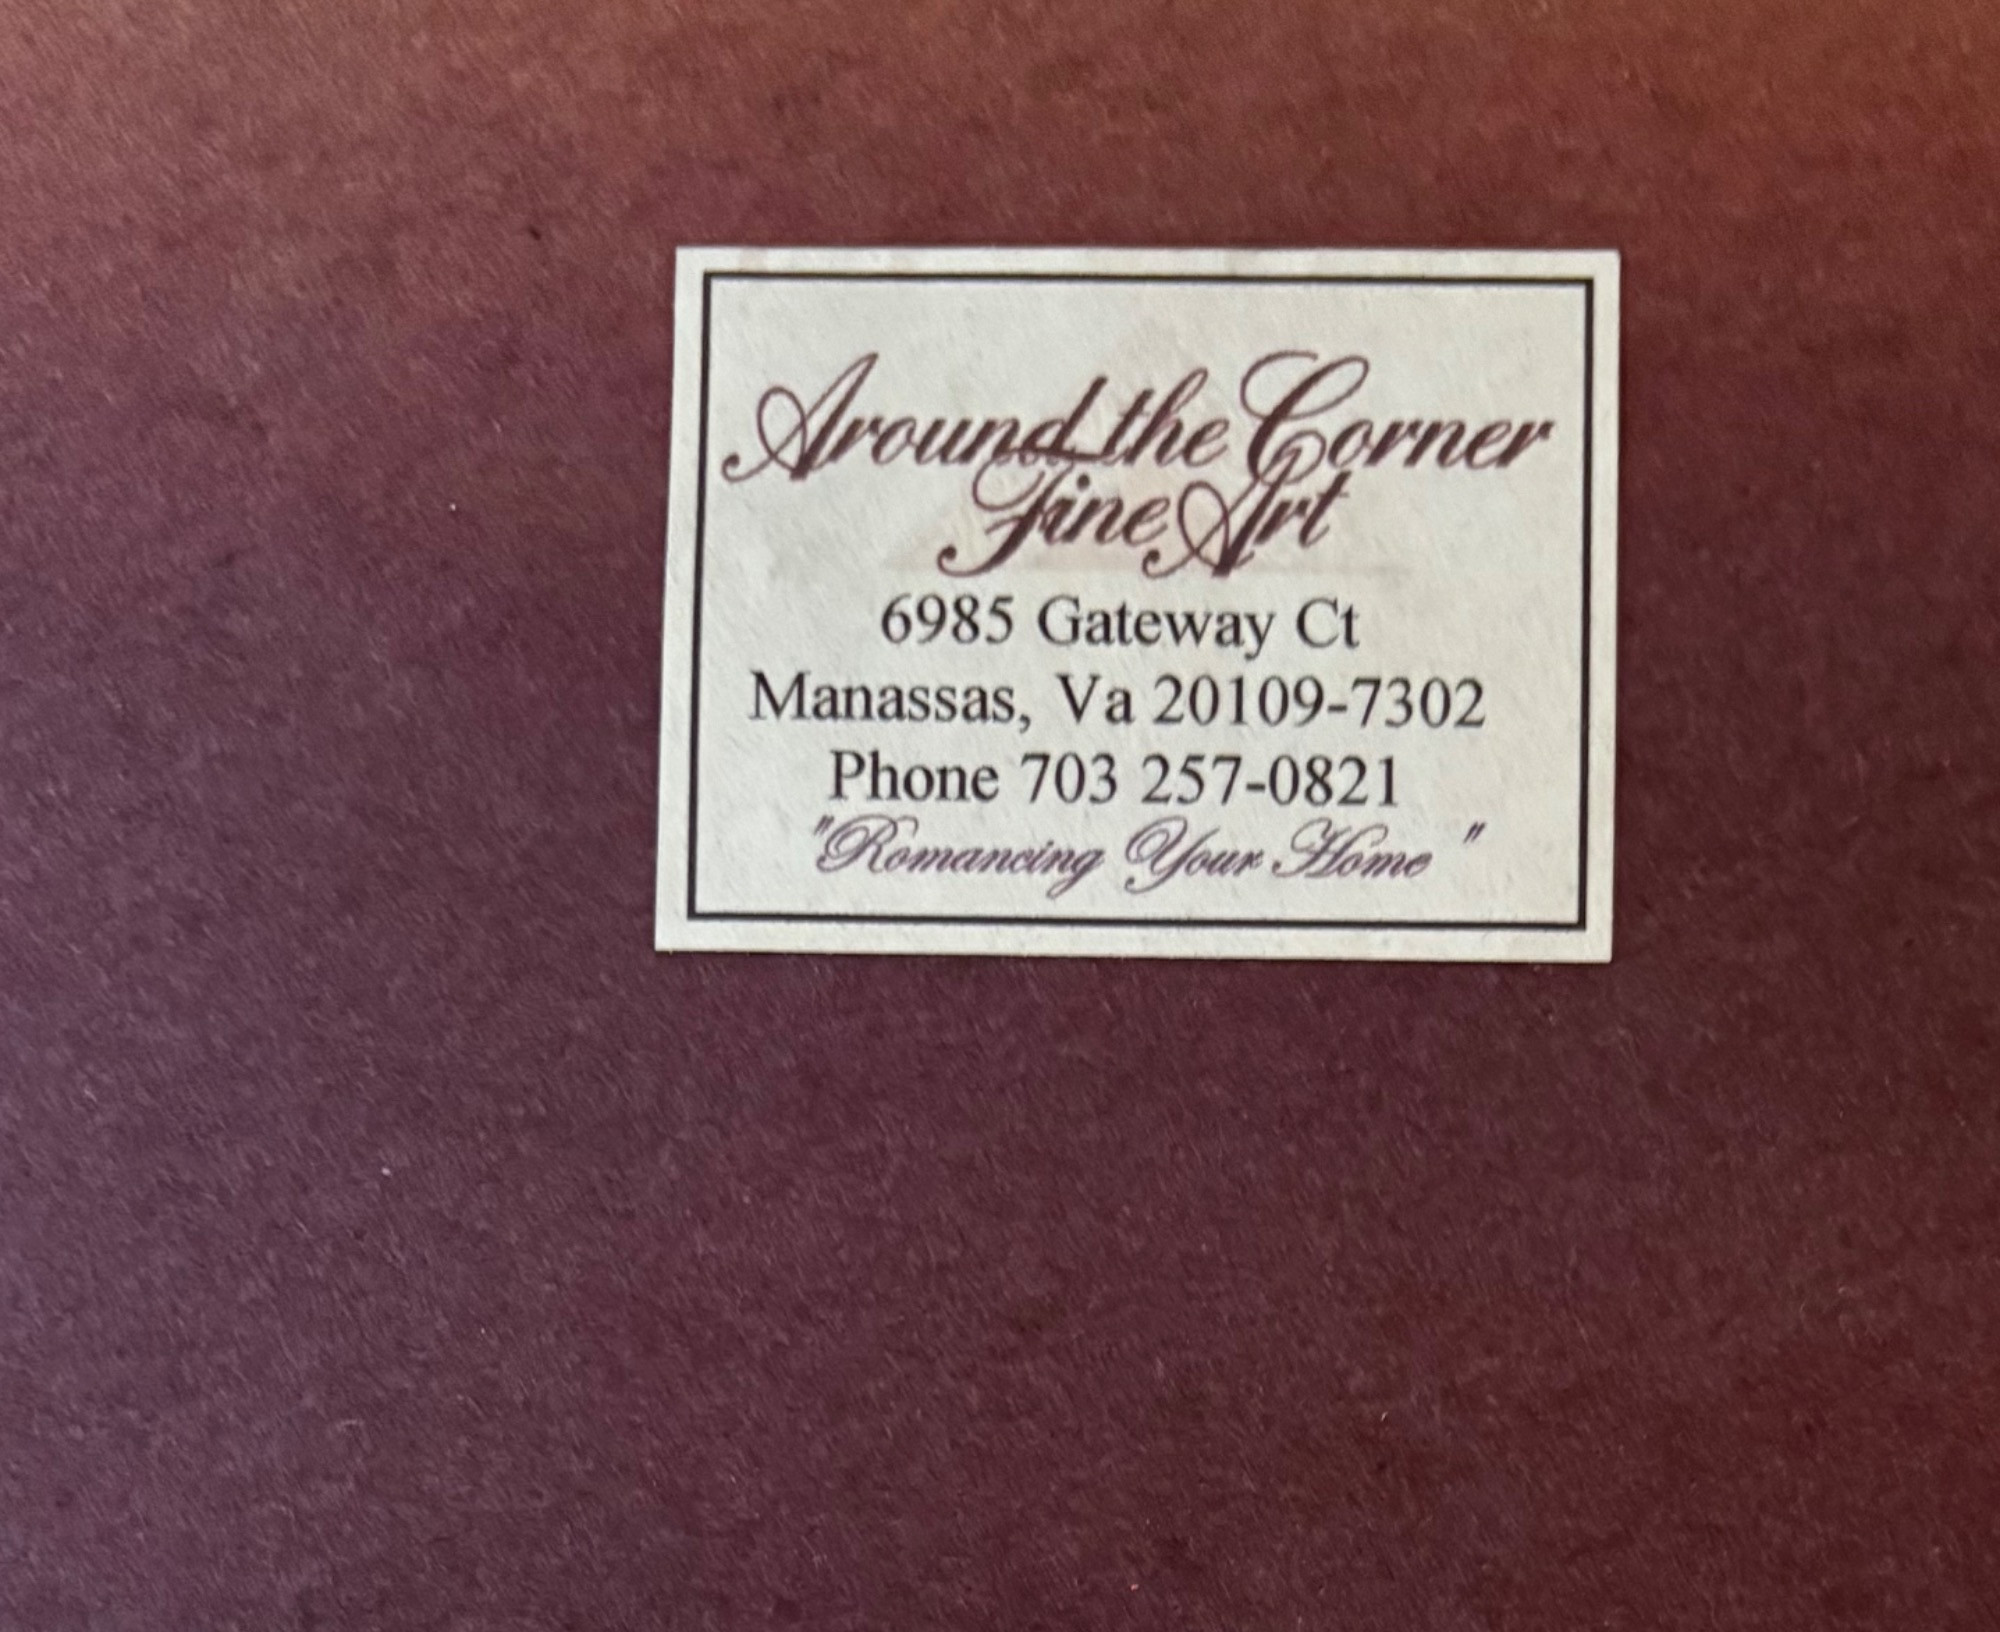 Around the Corner
Fine Art
6985 Gateway Ct
Manassas, Va 20109-7302
Phone 703 257-0821
"Romancing Your Home "